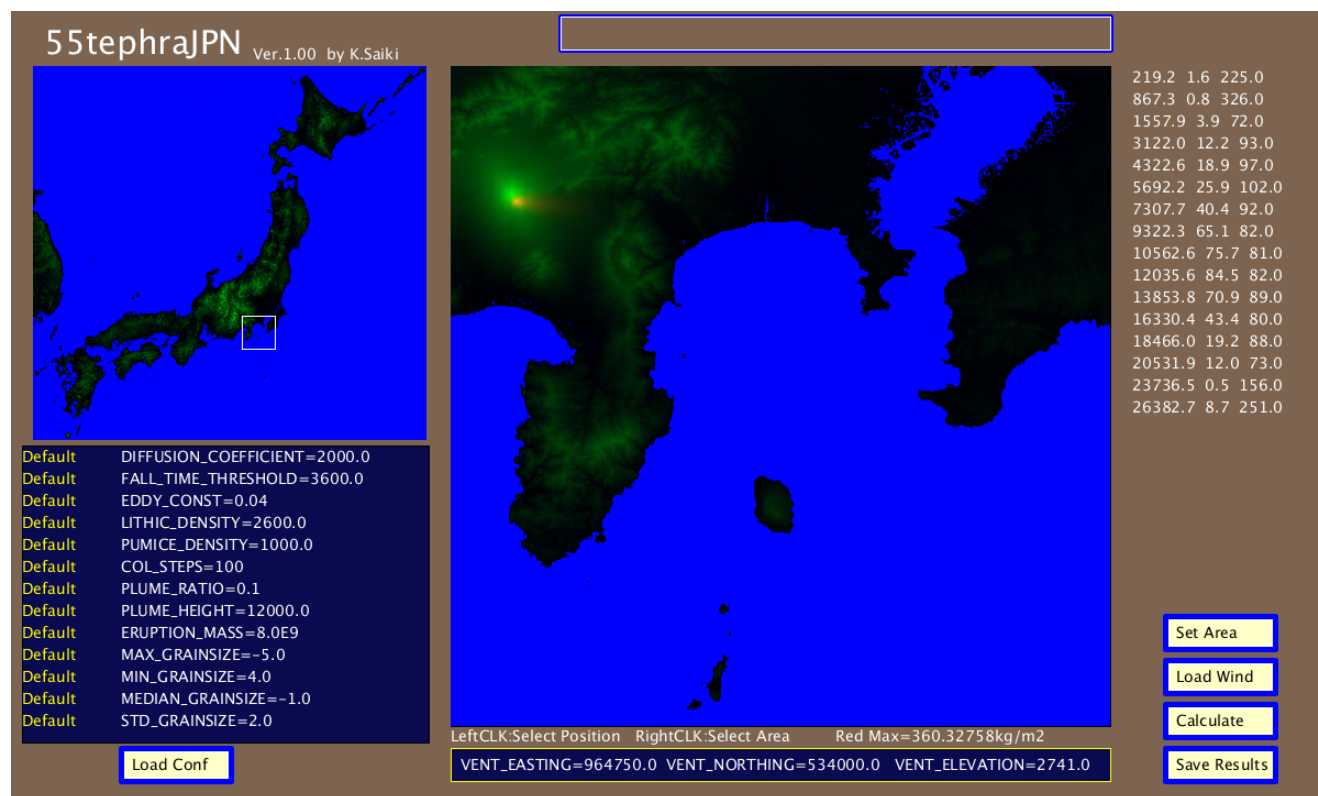 55tephraJPN Ver.1.00 by K.Saiki
219.2 1.6 225.0
867.3 0.8 326.0
1557.9 3.9 72.0
3122.0 12.2 93.0
4322.6 18.9 97.0
5692.2 25.9 102.0
7307.7 40.4 92.0
9322.3 65.1 82.0
10562.6 75.7 81.0
12035.6 84.5 82.0
13853.8 70.9 89.0
16330.4 43.4 80.0
18466.0 19.2 88.0
20531.9 12.0 73.0
23736.5 0.5 156.0
26382.7 8.7 251.0
Default DIFFUSION_COEFFICIENT=2000.0
Default FALL_TIME_THRESHOLD=3600.0
Default EDDY_CONST=0.04
Default LITHIC_DENSITY=2600.0
Default PUMICE_DENSITY=1000.0
Default COL_STEPS=100
Default PLUME_RATIO=0.1
Default PLUME_HEIGHT=12000.0
Default ERUPTION_MASS=8.0E9
Default MAX_GRAINSIZE=-5.0
Default MIN_GRAINSIZE=4.0
Default MEDIAN_GRAINSIZE=-1.0
Default STD_GRAINSIZE=2.0
Load Conf
LeftCLK:Select Position RightCLK:Select Area Red Max=360.32758kg/m2
VENT_EASTING=964750.0 VENT_NORTHING=534000.0 VENT_ELEVATION=2741.0
Set Area
Load Wind
Calculate
Save Results